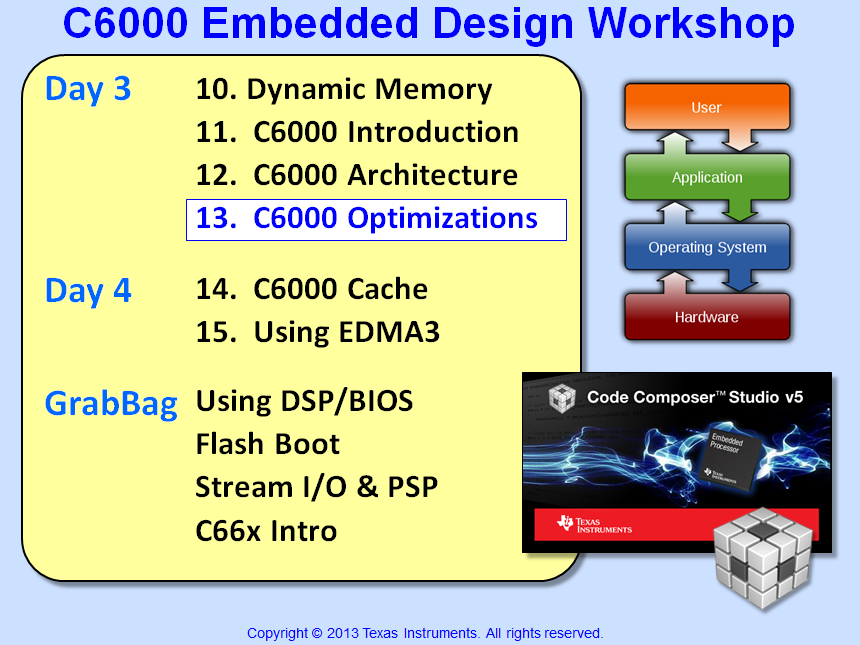 C6000 Embedded Design Workshop
Day 3
10. Dynamic Memory
11. C6000 Introduction
12. C6000 Architecture
13. C6000 Optimizations
Day 4
14. C6000 Cache
15. Using EDMA3
GrabBag
Using DSP/BIOS
Flash Boot
Stream I/O & PSP
C66x Intro
User
Application
Operating System
Hardware
Code Composer™ Studio v5
Embedded
Processor
Texas
Instruments
Texas
Instruments
Copyright © 2013 Texas Instruments. All rights reserved.